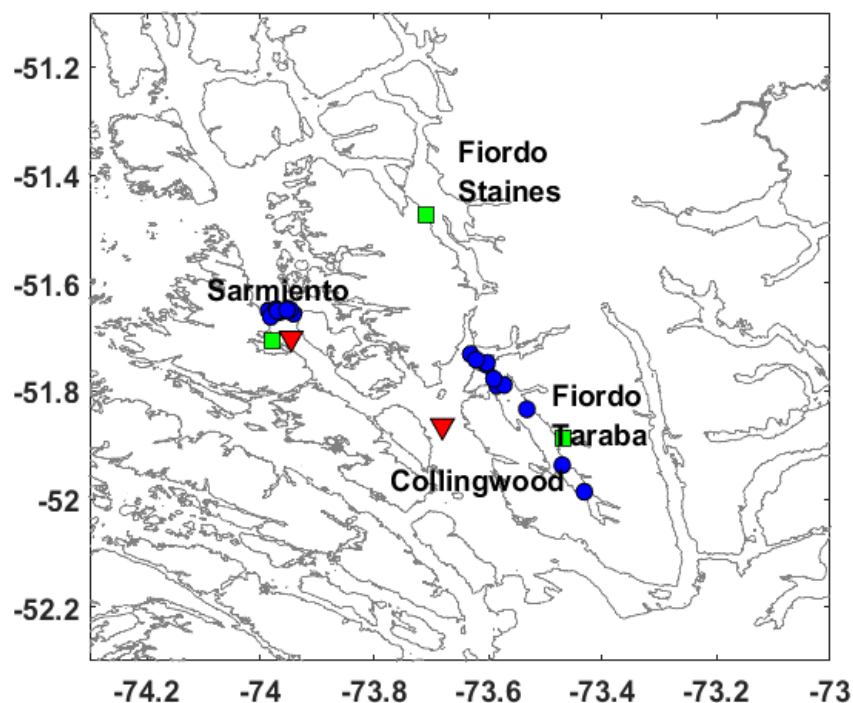 -51.2
-51.4
-51.6
-51.8
-52
-52.2
Fiordo
Staines
Sarmiento
Fiordo
Taraba
Collingwood
-74.2 -74 -73.8 -73.6 -73.4 -73.2 -73